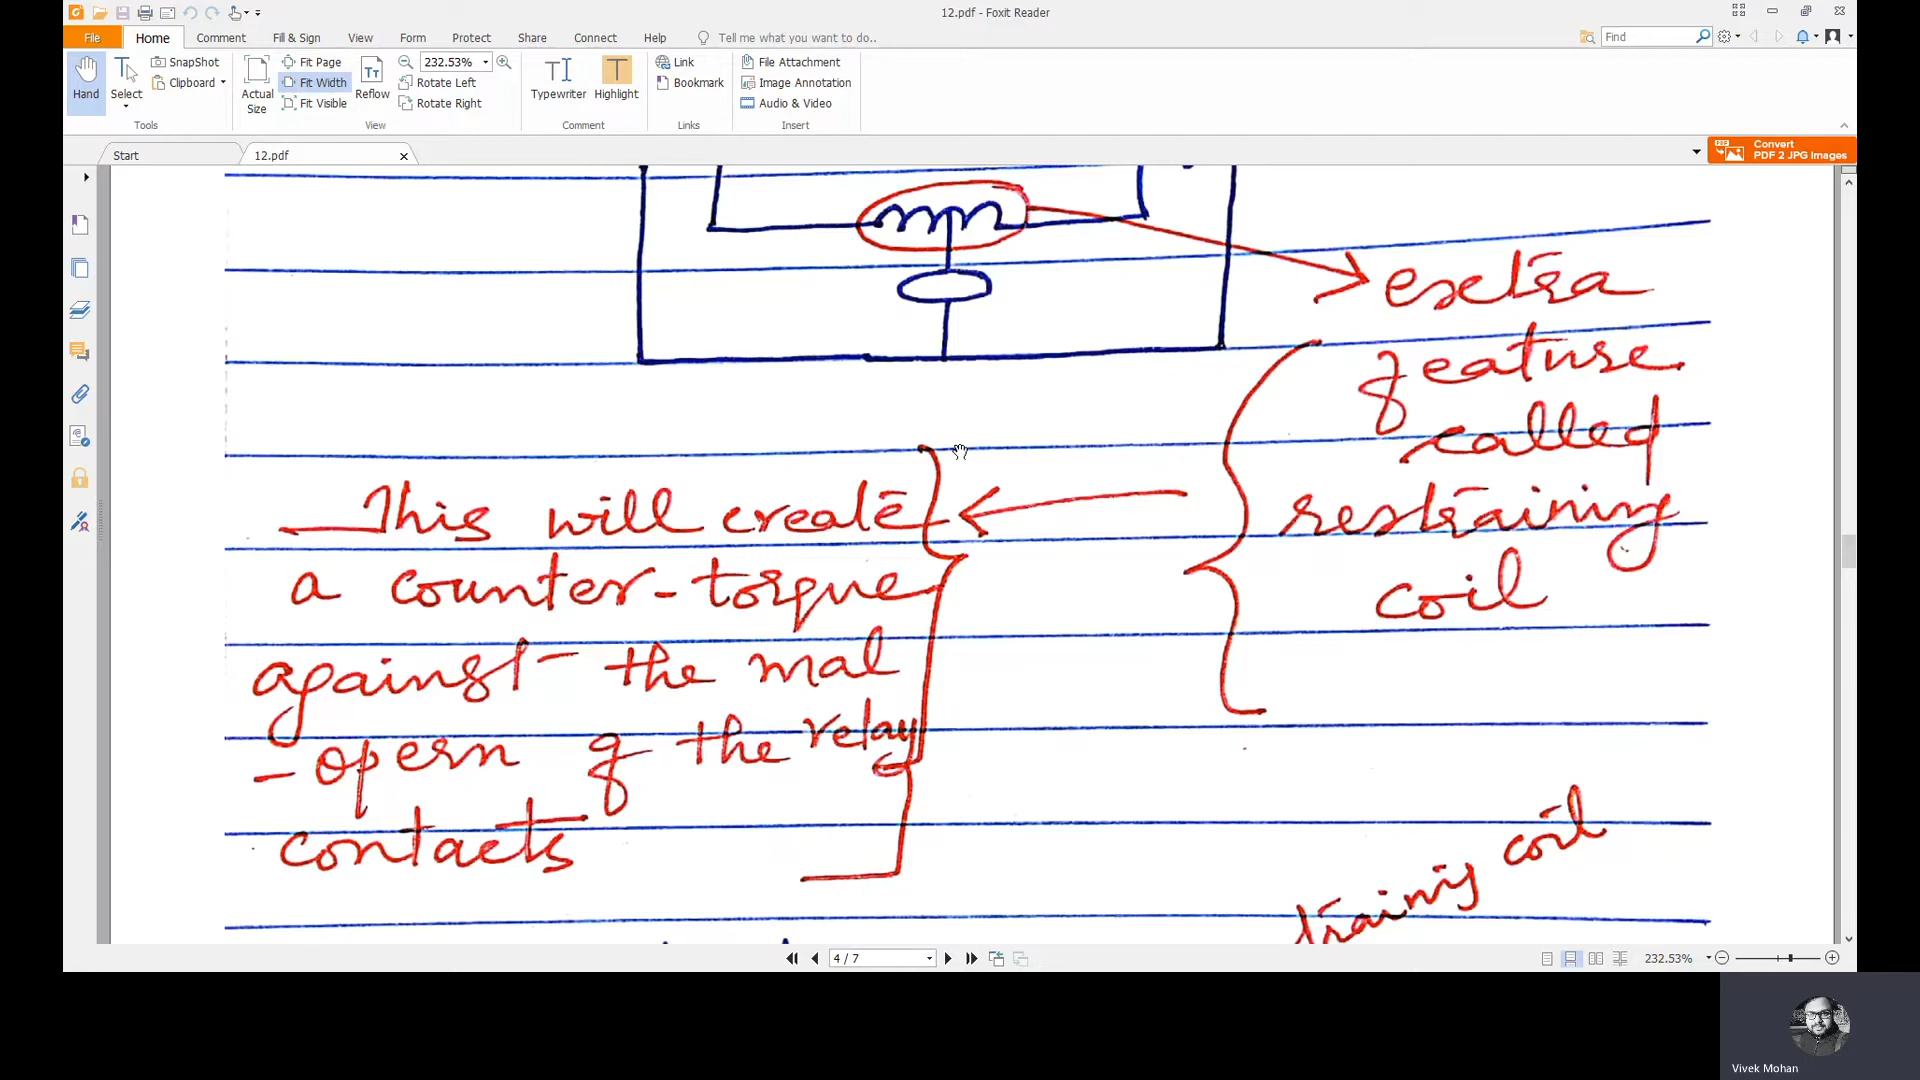 12.pdf - Foxit Reader
File Home Comment Fill & Sign View Form Protect Share Connect Help Tell me what you want to do.. Find
Hand
Select
SnapShot
Clipboard
Tools
Actual Size
Fit Page
Fit Width
Fit Visible
Reflow
232.53%
Rotate Left
Rotate Right
View
Typewriter
Highlight
Comment
Link
Bookmark
Links
File Attachment
Image Annotation
Audio & Video
Insert
Start 12.pdf
Convert
PDF 2 JPG Images
extra
feature
called
restraining
coil
This will create
a counter-torque
against the mal
- opern of the relay
contacts
training coil
4 / 7
232.53%
Vivek Mohan